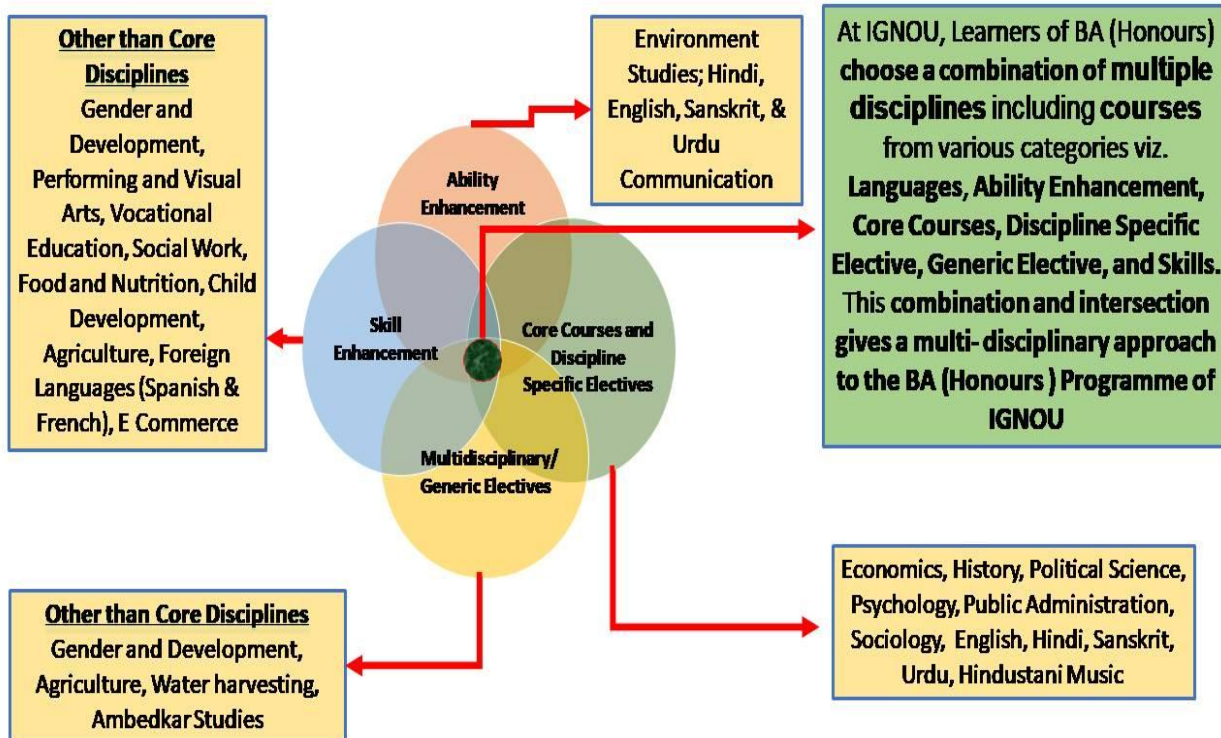 Other than Core
Disciplines
Gender and
Development,
Performing and Visual
Arts, Vocational
Education, Social Work,
Food and Nutrition, Child
Development,
Agriculture, Foreign
Languages (Spanish &
French), E Commerce
Environment
Studies; Hindi,
English, Sanskrit, &
Urdu
Communication
At IGNOU, Learners of BA (Honours)
choose a combination of multiple
disciplines including courses
from various categories viz.
Languages, Ability Enhancement,
Core Courses, Discipline Specific
Elective, Generic Elective, and Skills.
This combination and intersection
gives a multi- disciplinary approach
to the BA (Honours ) Programme of
IGNOU
Ability
Enhancement
Skill
Enhancement
Core Courses and
Discipline
Specific Electives
Multidisciplinary/
Generic Electives
Other than Core Disciplines
Gender and Development,
Agriculture, Water harvesting,
Ambedkar Studies
Economics, History, Political Science,
Psychology, Public Administration,
Sociology, English, Hindi, Sanskrit,
Urdu, Hindustani Music